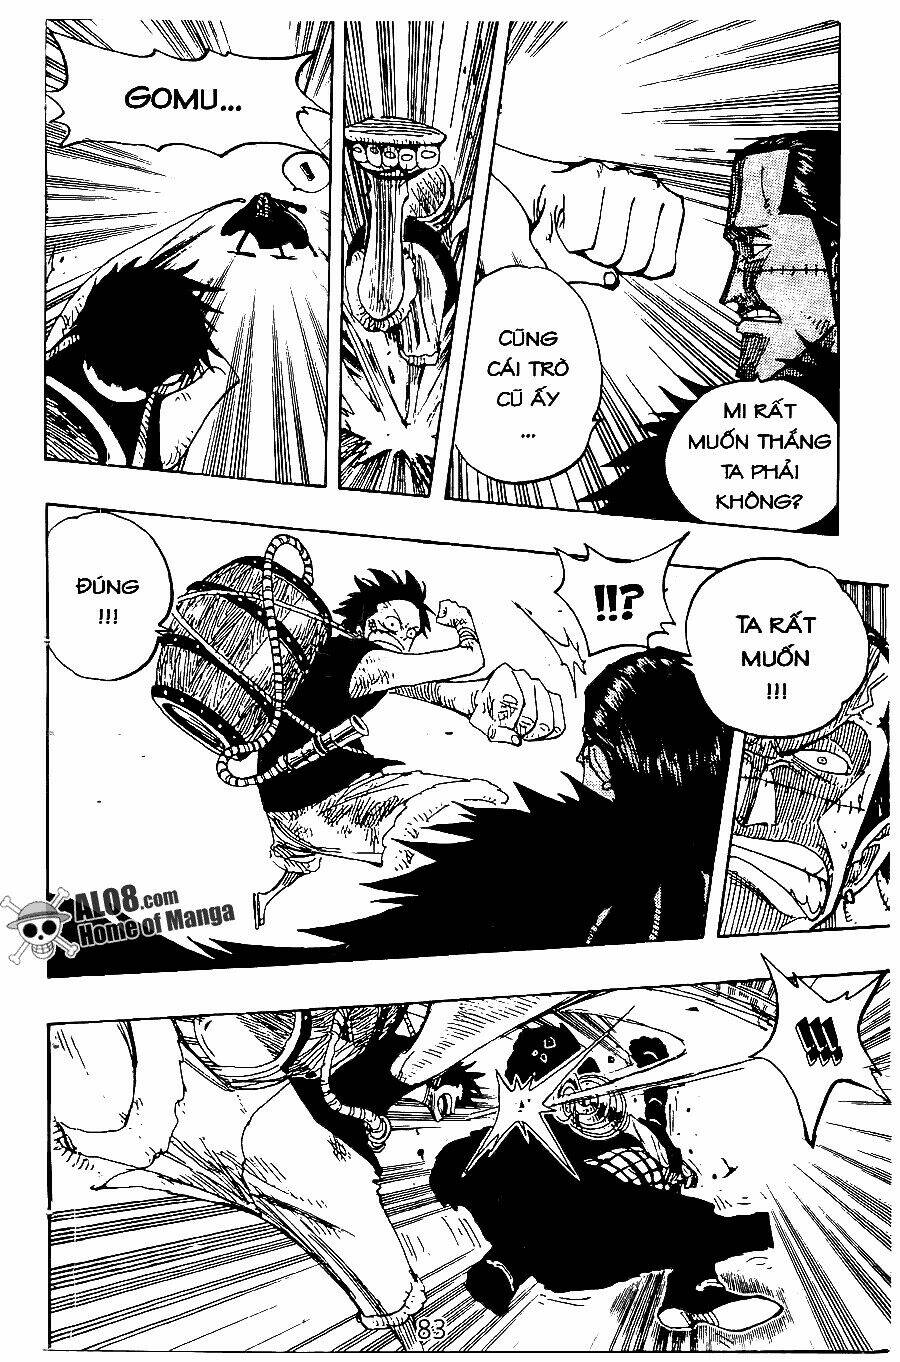 GOMU...
!
CŨNG
CÁI TRÒ
CŨ ẤY
...
MI RẤT
MUỐN THẮNG
TA PHẢI
KHÔNG?
ĐÚNG
!!!
!!?
TA RẤT
MUỐN
!!!
AL08.com
Home of Manga
!!!
83